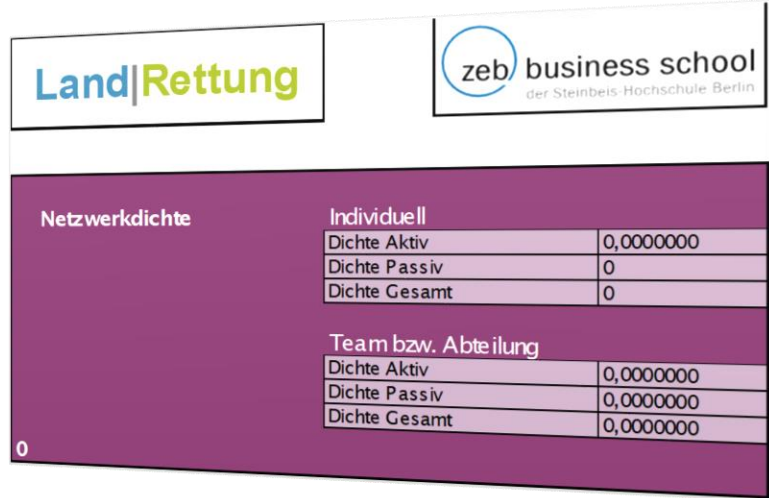 Land|Rettung
zeb business school
der Steinbeis-Hochschule Berlin
Netzwerkdichte
Individuell
Dichte Aktiv 0,0000000
Dichte Passiv 0
Dichte Gesamt 0
Team bzw. Abteilung
Dichte Aktiv 0,0000000
Dichte Passiv 0,0000000
Dichte Gesamt 0,0000000
0